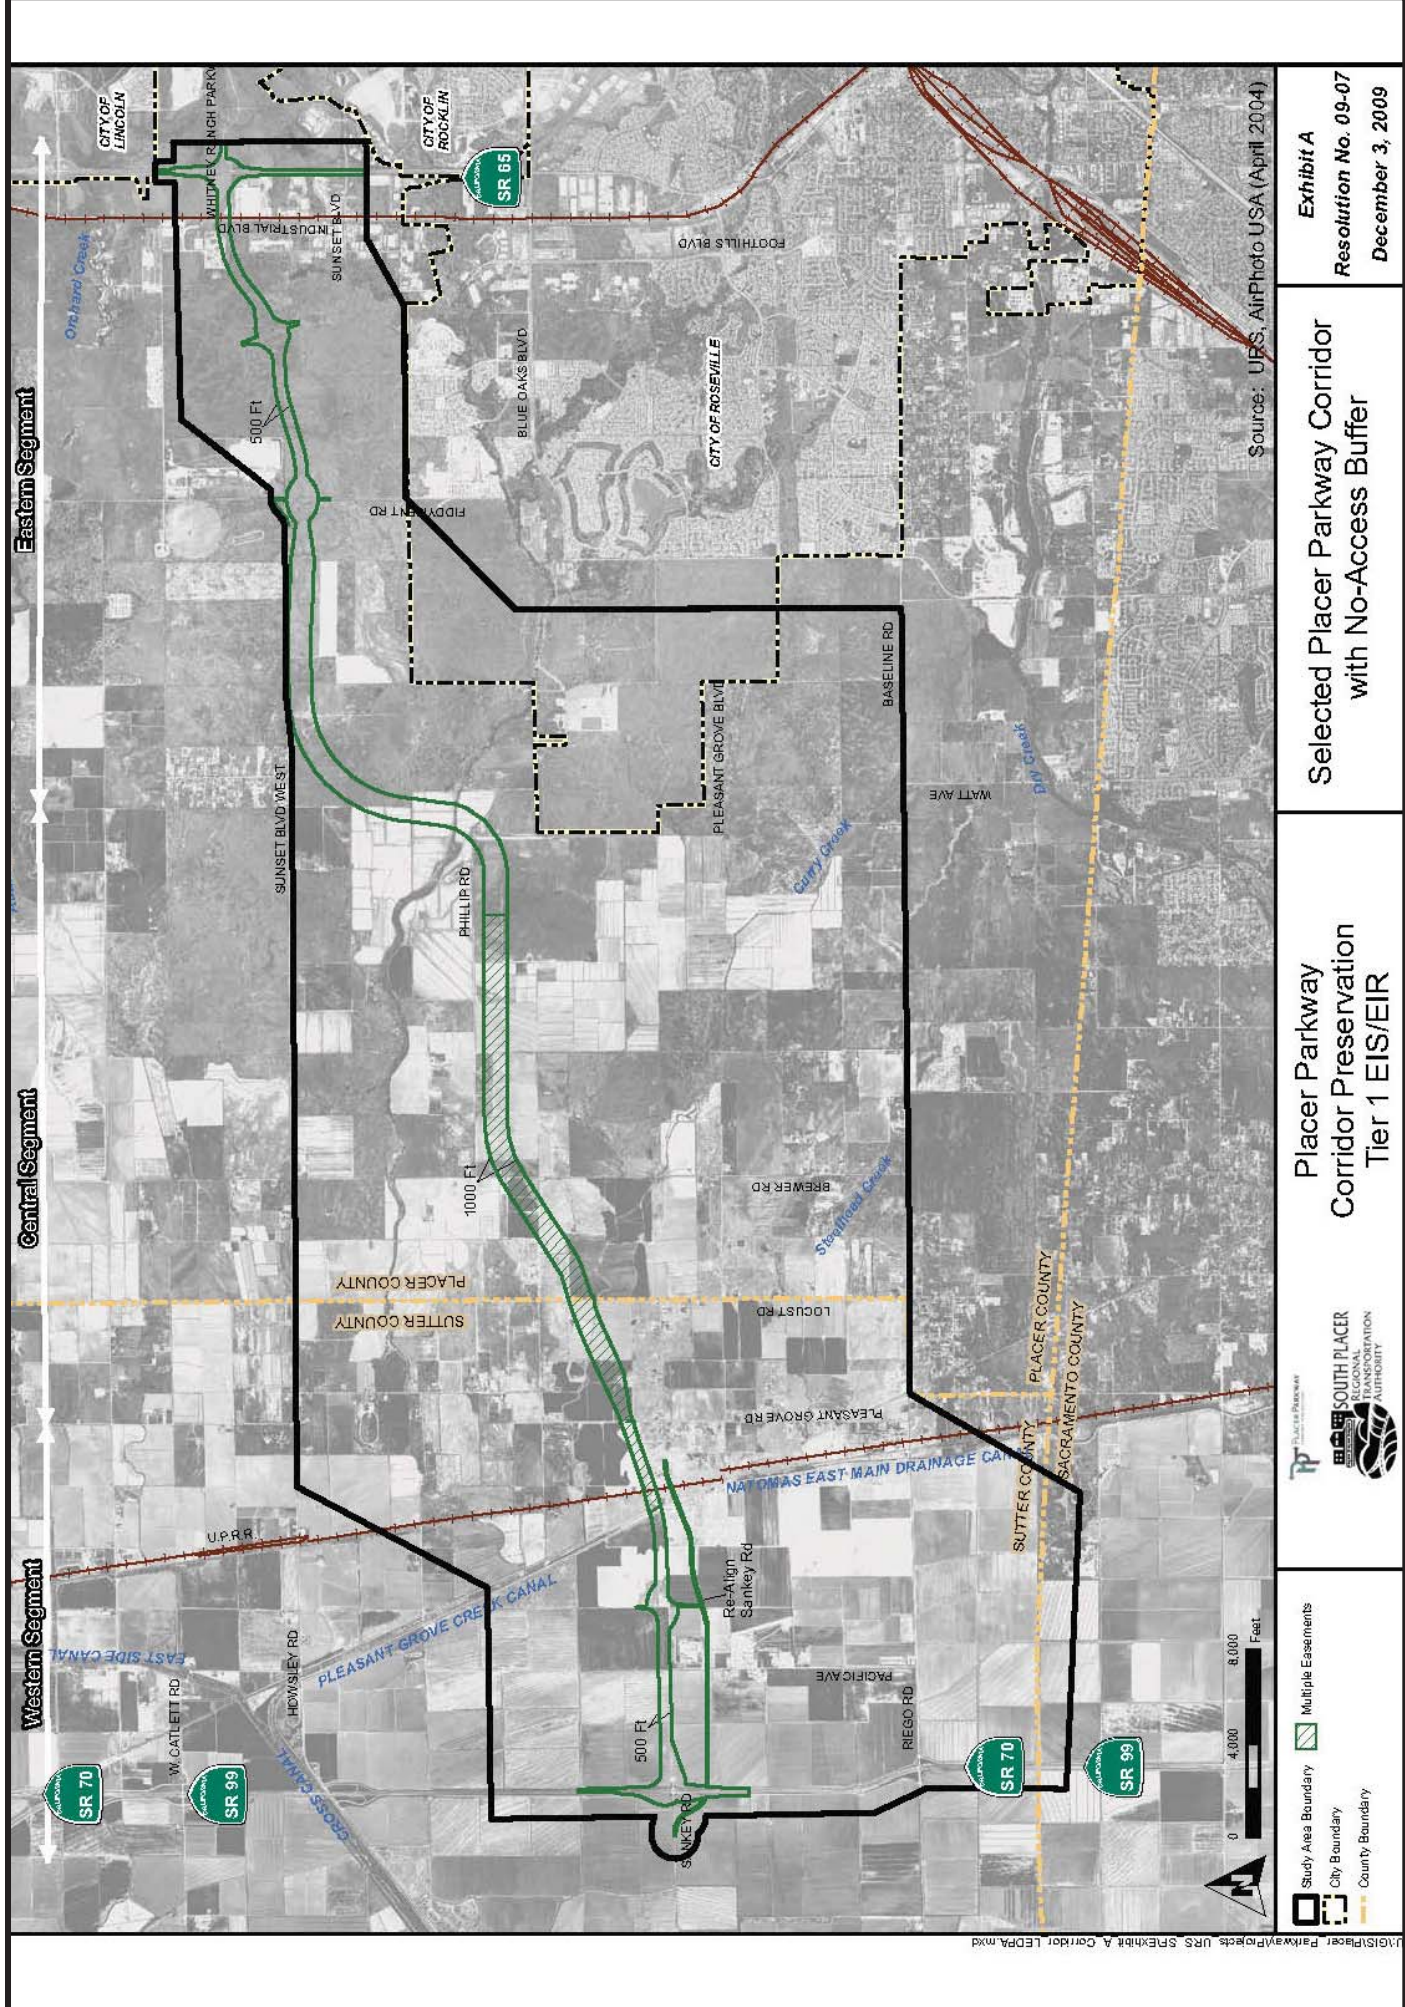 Western Segment
Central Segment
Eastern Segment
SR 70
SR 99
W. CATLETT RD
EAST SIDE CANAL
HOWSLEY RD
CROSS CANAL
PLEASANT GROVE CREEK CANAL
U.P.R.R.
SUTTER COUNTY
PLACER COUNTY
SUNSET BLVD WEST
Orchard Creek
CITY OF
LINCOLN
WHITNEY RANCH PARKW
INDUSTRIAL BLVD
SUNSET BLVD
CITY OF
ROCKLIN
SR 65
500 Ft
FIDDYMENT RD
PHILLIP RD
1000 Ft
BLUE OAKS BLVD
FOOTHILLS BLVD
CITY OF ROSEVILLE
PLEASANT GROVE BLVD
500 Ft
SANKEY RD
Re-Align
Sankey Rd
PACIFIC AVE
RIEGO RD
NATOMAS EAST MAIN DRAINAGE CANAL
PLEASANT GROVE RD
LOCUST RD
BREWER RD
Steelhead Creek
Curry Creek
BASELINE RD
WATT AVE
Dry Creek
SR 70
SR 99
SUTTER COUNTY
PLACER COUNTY
SACRAMENTO COUNTY
N
0 4,000 8,000
Feet
Source: URS, AirPhoto USA (April 2004)
Study Area Boundary
City Boundary
County Boundary
Multiple Easements
PLACER PARKWAY
SOUTH PLACER
REGIONAL
TRANSPORTATION
AUTHORITY
Placer Parkway
Corridor Preservation
Tier 1 EIS/EIR
Selected Placer Parkway Corridor
with No-Access Buffer
Exhibit A
Resolution No. 09-07
December 3, 2009
U:\GIS\Placer_Parkway\Projects_URS_SR\Exhibit_A_Corridor_LEDPA.mxd